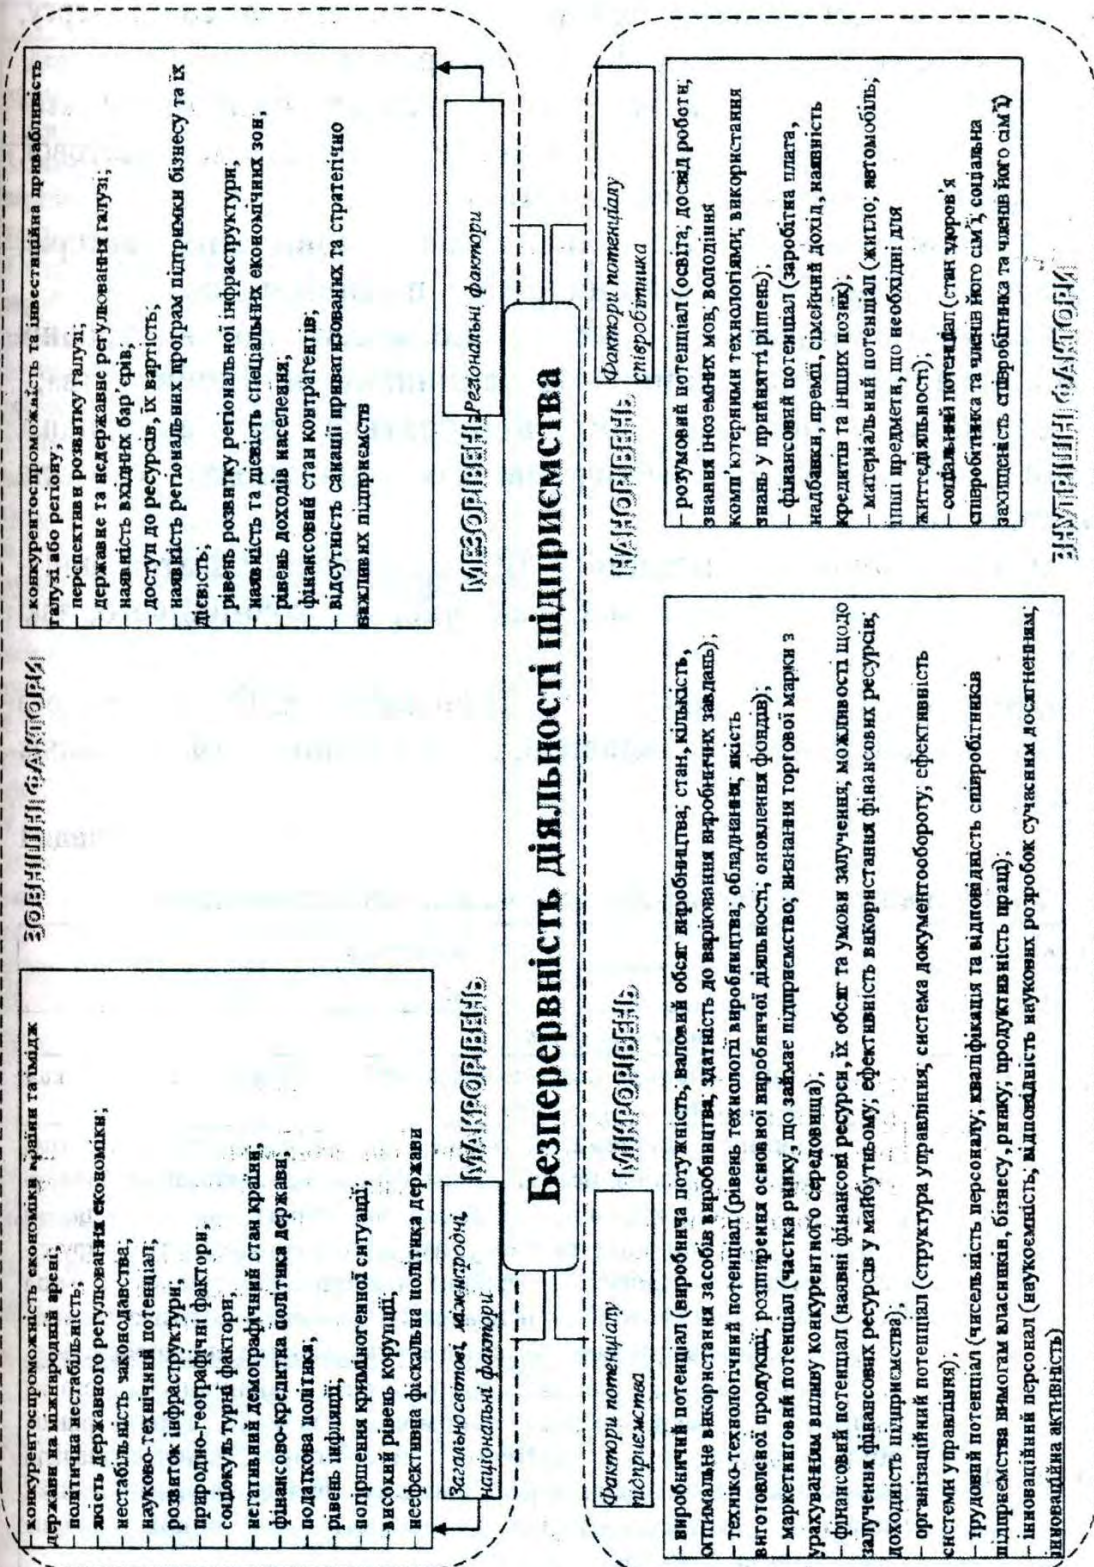 ЗОВНІШНІ ФАКТОРИ
– конкурентоспроможність економіки країни та імідж
держави на міжнародній арені;
– політична нестабільність;
– якість державного регулювання економіки;
– нестабільність законодавства;
– науково-технічний потенціал;
– розвиток інфраструктури;
– природно-географічні фактори;
– соціокультурні фактори;
– негативний демографічний стан країни;
– фінансово-кредитна політика держави;
– податкова політика;
– рівень інфляції;
– погіршення криміногенної ситуації;
– високий рівень корупції;
– неефективна фіскальна політика держави
Загальносвітові, міжнародні,
національні фактори
МАКРОРІВЕНЬ
– конкурентоспроможність та інвестиційна привабливість
галузі або регіону;
– перспективи розвитку галузі;
– державне та недержавне регулювання галузі;
– наявність вхідних бар’єрів;
– доступ до ресурсів, їх вартість;
– наявність регіональних програм підтримки бізнесу та їх
дієвість;
– рівень розвитку регіональної інфраструктури;
– наявність та дієвість спеціальних економічних зон;
– рівень доходів населення;
– фінансовий стан контрагентів;
– відсутність санації приватизованих та стратегічно
важливих підприємств
МЕЗОРІВЕНЬ
Регіональні фактори
Безперервність діяльності підприємства
Фактори потенціалу
підприємства
МІКРОРІВЕНЬ
– виробничий потенціал (виробнича потужність, валовий обсяг виробництва; стан, кількість,
оптимальне використання засобів виробництва; здатність до варіювання виробничих завдань);
– техніко-технологічний потенціал (рівень технології виробництва; обладнання; якість
виготовленої продукції; розширення основної виробничої діяльності; оновлення фондів);
– маркетинговий потенціал (частка ринку, що займає підприємство; визнання торгової марки з
урахуванням впливу конкурентного середовища);
– фінансовий потенціал (наявні фінансові ресурси, їх обсяг та умови залучення; можливості щодо
залучення фінансових ресурсів у майбутньому; ефективність використання фінансових ресурсів;
дохідність підприємства);
– організаційний потенціал (структура управління; система документообороту; ефективність
системи управління);
– трудовий потенціал (чисельність персоналу; кваліфікація та відповідність співробітників
підприємства вимогам власників, бізнесу, ринку; продуктивність праці);
– інноваційний персонал (наукоємність; відповідність наукових розробок сучасним досягненням;
інноваційна активність)
НАНОРІВЕНЬ
Фактори потенціалу
співробітника
– розумовий потенціал (освіта; досвід роботи;
знання іноземних мов, володіння
комп’ютерними технологіями; використання
знань у прийнятті рішень);
– фінансовий потенціал (заробітна плата,
надбавки, премії, сімейний дохід, наявність
кредитів та інших позик);
– матеріальний потенціал (житло; автомобіль;
інші предмети, що необхідні для
життєдіяльності);
– соціальний потенціал (стан здоров’я
співробітника та членів його сім’ї; соціальна
захищеність співробітника та членів його сім’ї)
ВНУТРІШНІ ФАКТОРИ